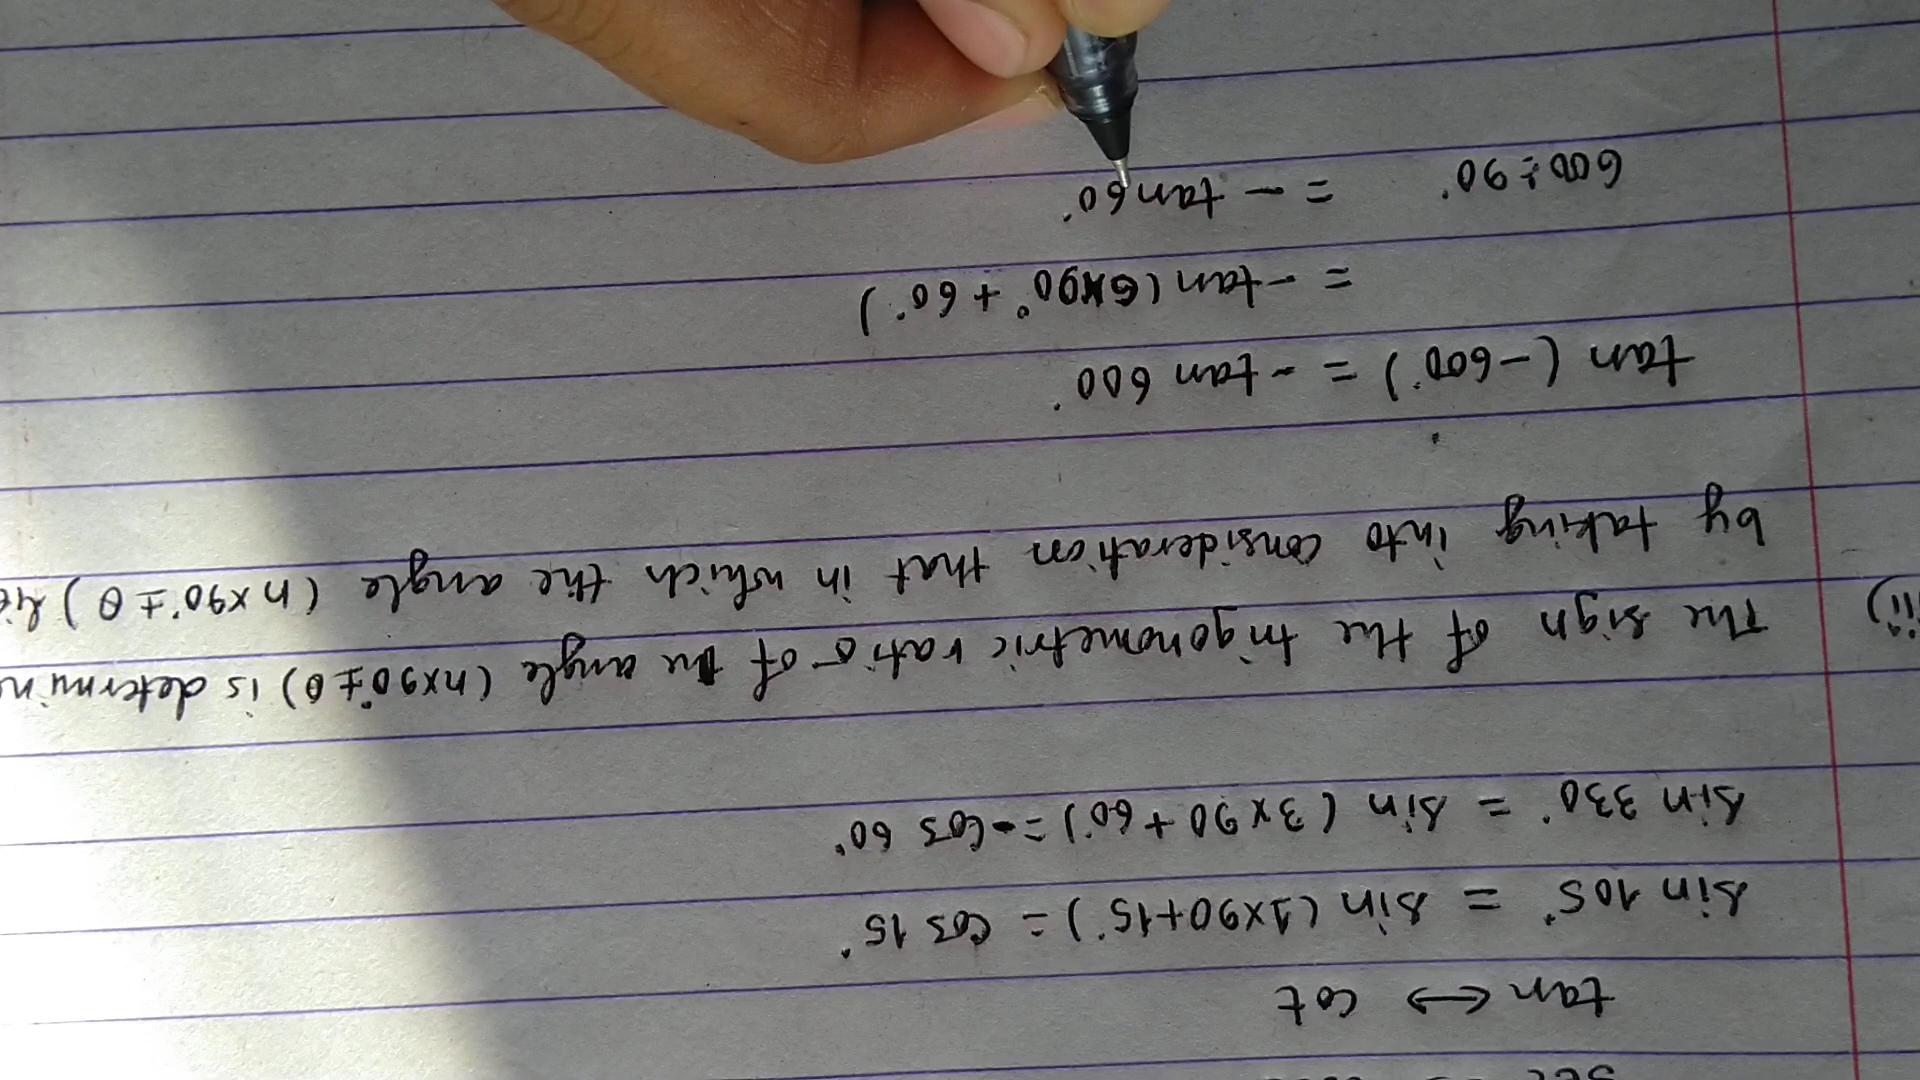 tan ↔ cot
sin 105° = sin (1×90+15°) = cos 15°
sin 330° = sin (3×90+60°) = -cos 60°
iii) The sign of the trigonometric ratio of the angle (n×90°±θ) is determin
by taking into consideration that in which the angle (n×90°±θ) lie
tan (-600°) = - tan 600°
= - tan (6×90° + 60°)
600÷90° = - tan 60°